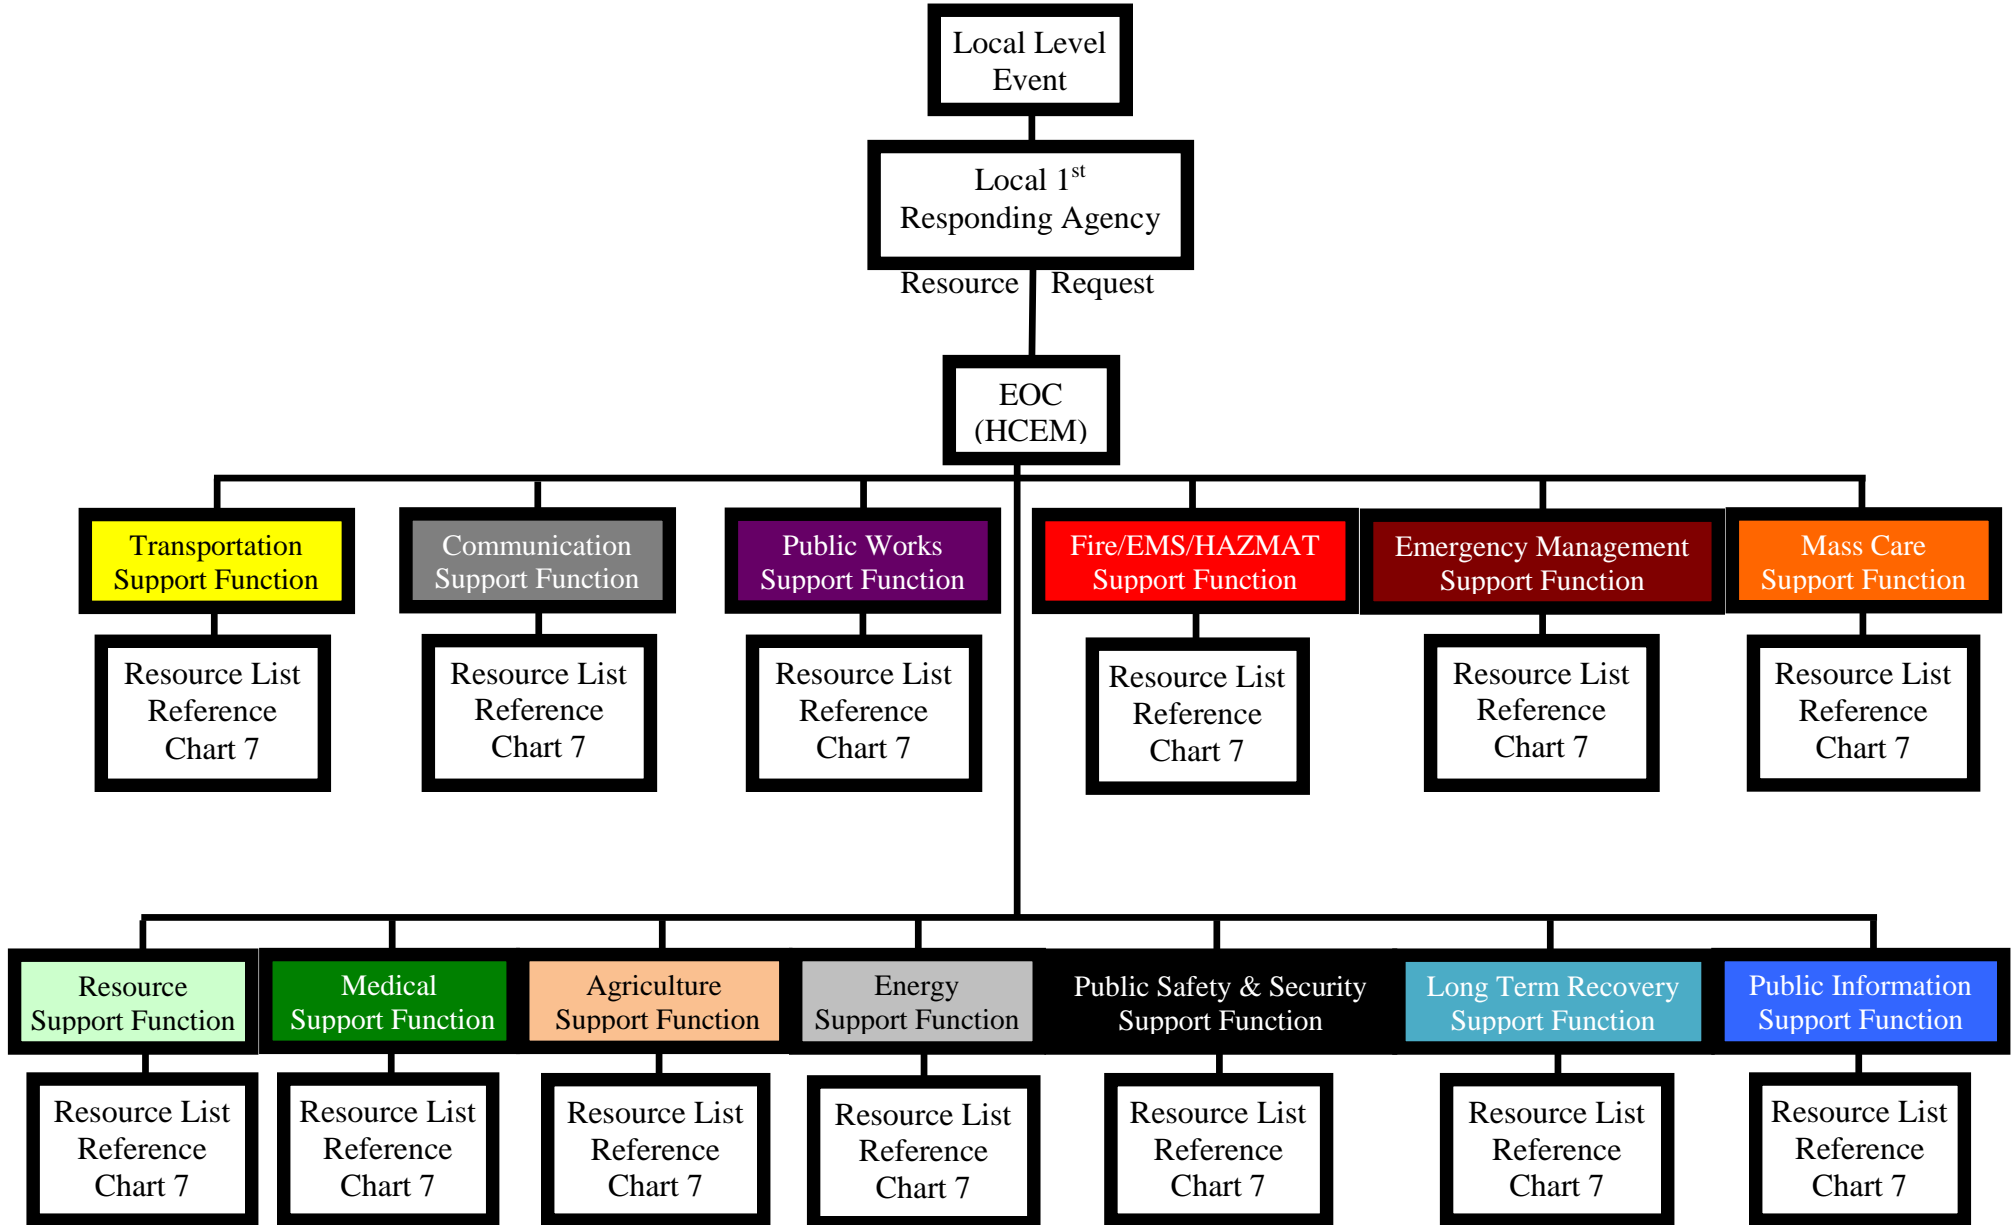 Local Level
Event
Local 1st
Responding Agency
Resource Request
EOC
(HCEM)
Transportation
Support Function
Communication
Support Function
Public Works
Support Function
Fire/EMS/HAZMAT
Support Function
Emergency Management
Support Function
Mass Care
Support Function
Resource List
Reference
Chart 7
Resource List
Reference
Chart 7
Resource List
Reference
Chart 7
Resource List
Reference
Chart 7
Resource List
Reference
Chart 7
Resource List
Reference
Chart 7
Resource
Support Function
Medical
Support Function
Agriculture
Support Function
Energy
Support Function
Public Safety & Security
Support Function
Long Term Recovery
Support Function
Public Information
Support Function
Resource List
Reference
Chart 7
Resource List
Reference
Chart 7
Resource List
Reference
Chart 7
Resource List
Reference
Chart 7
Resource List
Reference
Chart 7
Resource List
Reference
Chart 7
Resource List
Reference
Chart 7